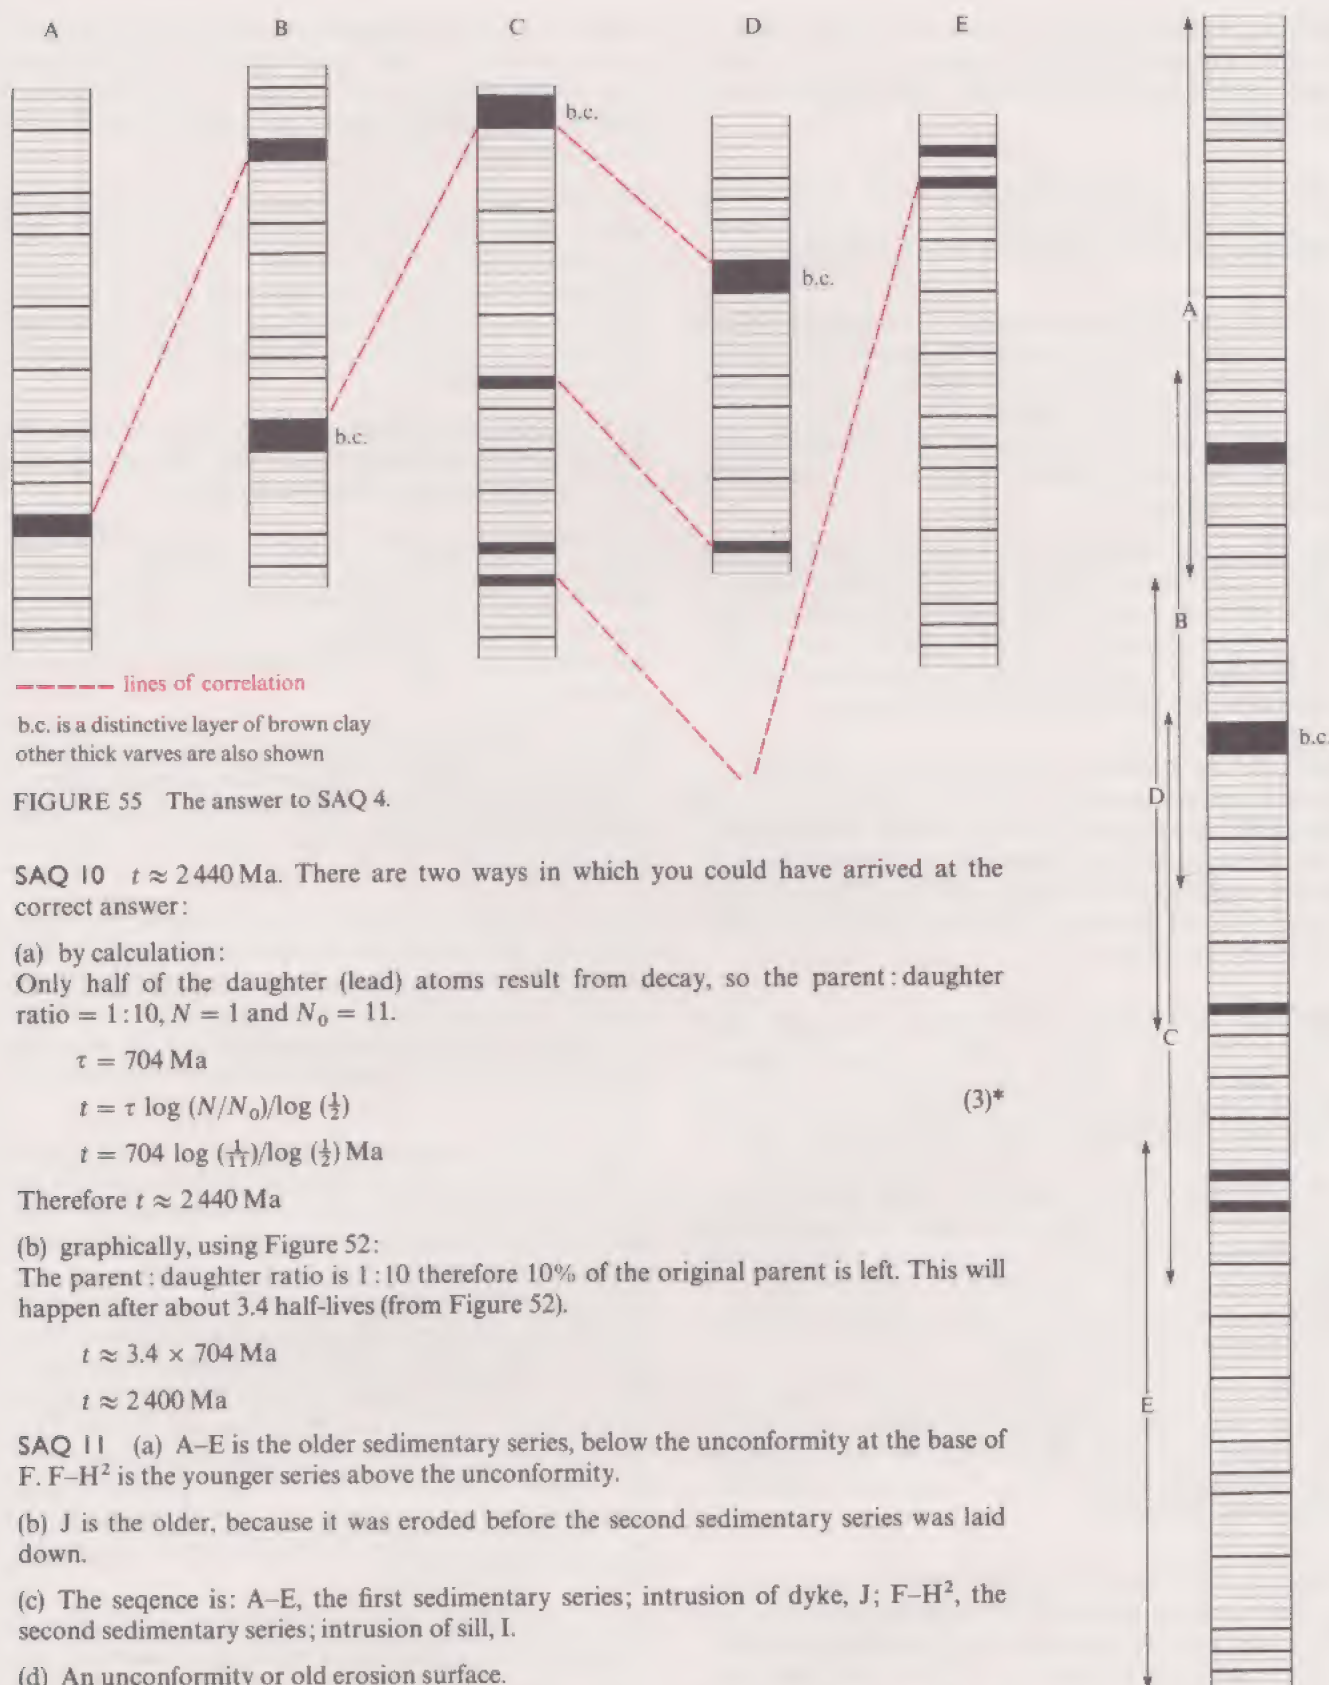 A B C D E
b.c.
b.c.
b.c.
A
B
lines of correlation
b.c. is a distinctive layer of brown clay
other thick varves are also shown
b.c.
D
FIGURE 55 The answer to SAQ 4.
SAQ 10 t ≈ 2 440 Ma. There are two ways in which you could have arrived at the
correct answer:
(a) by calculation:
Only half of the daughter (lead) atoms result from decay, so the parent : daughter
ratio = 1:10, N = 1 and N₀ = 11.
C
τ = 704 Ma
t = τ log (N/N₀)/log (½) (3)*
t = 704 log (1/11)/log (½) Ma
Therefore t ≈ 2 440 Ma
(b) graphically, using Figure 52:
The parent : daughter ratio is 1 : 10 therefore 10% of the original parent is left. This will
happen after about 3.4 half-lives (from Figure 52).
t ≈ 3.4 × 704 Ma
t ≈ 2 400 Ma
E
SAQ 11 (a) A–E is the older sedimentary series, below the unconformity at the base of
F. F–H² is the younger series above the unconformity.
(b) J is the older, because it was eroded before the second sedimentary series was laid
down.
(c) The seqence is: A–E, the first sedimentary series; intrusion of dyke, J; F–H², the
second sedimentary series; intrusion of sill, I.
(d) An unconformity or old erosion surface.